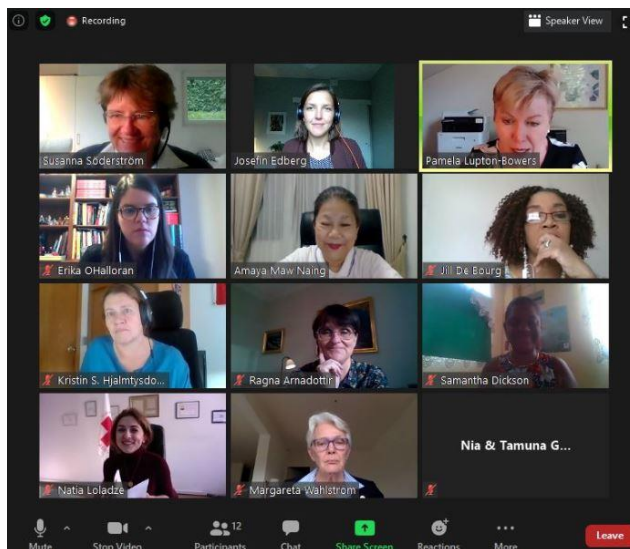 Recording
Speaker View
Susanna Söderström
Josefin Edberg
Pamela Lupton-Bowers
Erika OHalloran
Amaya Maw Naing
Jill De Bourg
Kristin S. Hjalmtysdo...
Ragna Arnadottir
Samantha Dickson
Natia Loladze
Margareta Wahlstrom
Nia & Tamuna G...
12
Mute
Stop Video
Participants
Chat
Share Screen
Reactions
More
Leave